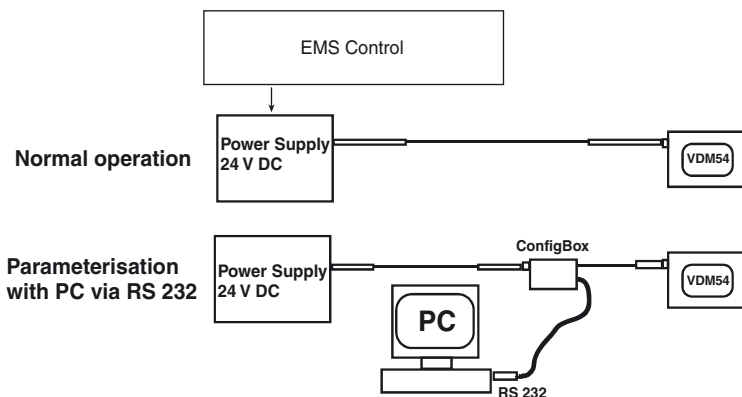 EMS Control
Normal operation
Power Supply
24 V DC
VDM54
Parameterisation
with PC via RS 232
Power Supply
24 V DC
ConfigBox
VDM54
PC
RS 232